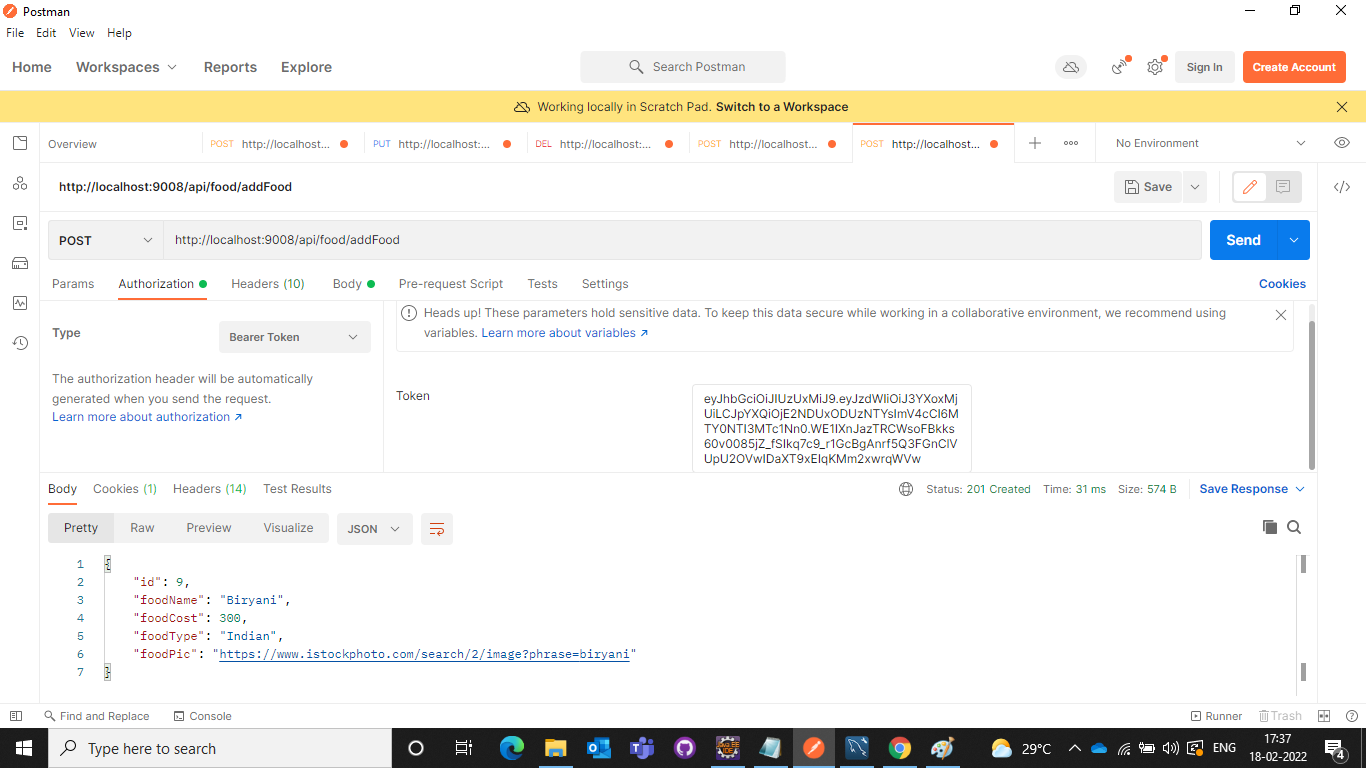 Postman
File Edit View Help
Home Workspaces Reports Explore Search Postman Sign In Create Account
Working locally in Scratch Pad. Switch to a Workspace
Overview POST http://localhost... PUT http://localhost:... DEL http://localhost:... POST http://localhost:... POST http://localhost... No Environment
http://localhost:9008/api/food/addFood Save
POST http://localhost:9008/api/food/addFood Send
Params Authorization Headers (10) Body Pre-request Script Tests Settings Cookies
Heads up! These parameters hold sensitive data. To keep this data secure while working in a collaborative environment, we recommend using
variables. Learn more about variables ↗
Type Bearer Token
The authorization header will be automatically
generated when you send the request.
Learn more about authorization ↗
Token
eyJhbGciOiJIUzUxMiJ9.eyJzdWIiOiJ3YXoxMj
UiLCJpYXQiOjE2NDUxODUzNTYsImV4cCI6M
TY0NTI3MTc1Nn0.WE1IXnJazTRCWsoFBkks
60v0085jZ_fSlkq7c9_r1GcBgAnrf5Q3FGnClV
UpU2OVwIDaXT9xEIqKMm2xwrqWVw
Body Cookies (1) Headers (14) Test Results Status: 201 Created Time: 31 ms Size: 574 B Save Response
Pretty Raw Preview Visualize JSON
1 {
2 "id": 9,
3 "foodName": "Biryani",
4 "foodCost": 300,
5 "foodType": "Indian",
6 "foodPic": "https://www.istockphoto.com/search/2/image?phrase=biryani"
7 }
Find and Replace Console Runner Trash
Type here to search 29°C ENG 17:37
18-02-2022 4